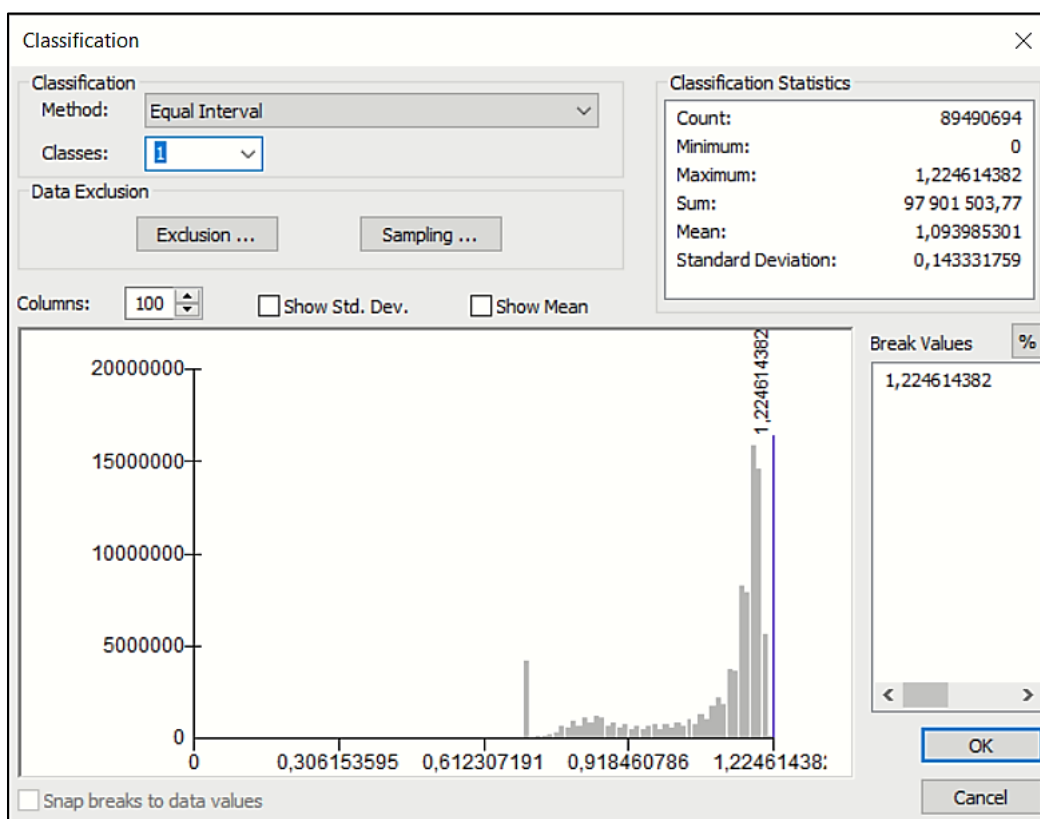 Classification
Classification
Method: Equal Interval
Classes: 1
Data Exclusion
Exclusion ...
Sampling ...
Classification Statistics
Count: 89490694
Minimum: 0
Maximum: 1,224614382
Sum: 97 901 503,77
Mean: 1,093985301
Standard Deviation: 0,143331759
Columns: 100
Show Std. Dev.
Show Mean
Break Values
%
1,224614382
1,224614382
20000000
15000000
10000000
5000000
0
0 0,306153595 0,612307191 0,918460786 1,22461438
Snap breaks to data values
OK
Cancel